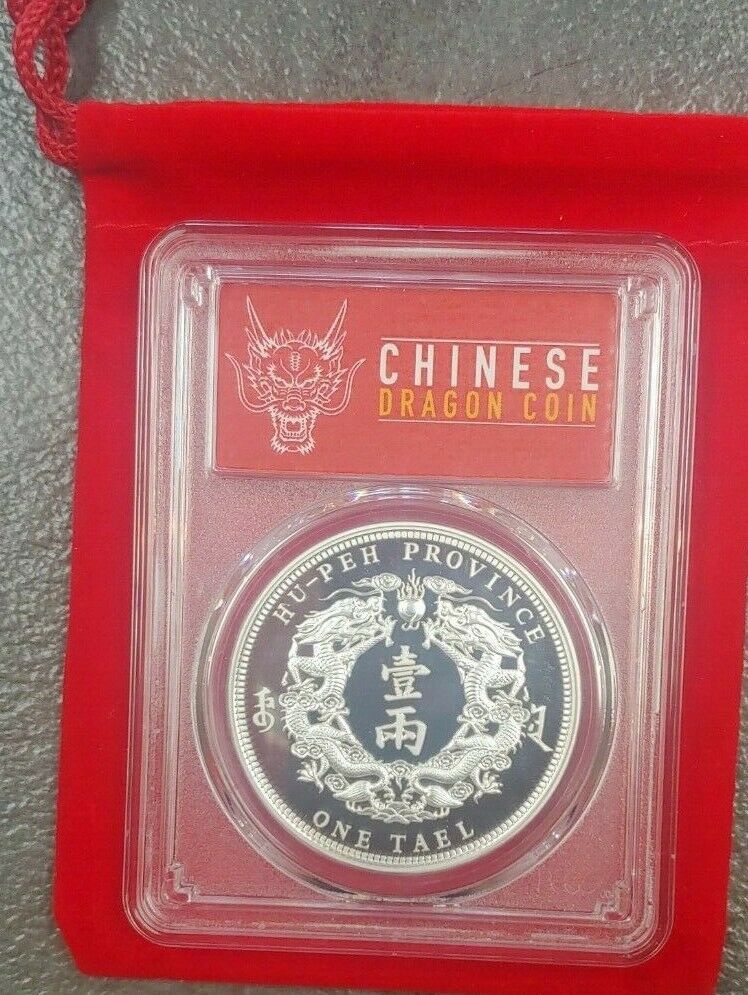 CHINESE
DRAGON COIN
HU-PEH PROVINCE
壹兩
ONE TAEL